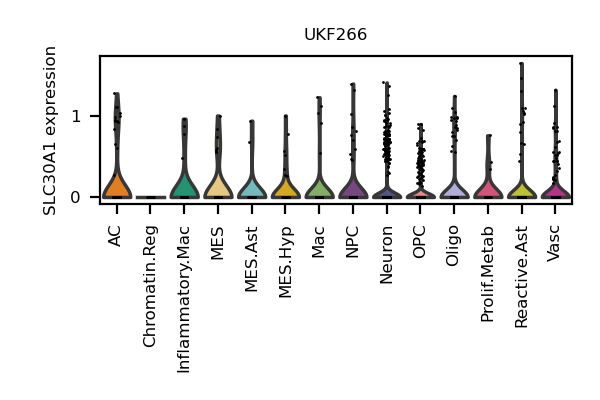 UKF266
SLC30A1 expression
1
0
AC
Chromatin.Reg
Inflammatory.Mac
MES
MES.Ast
MES.Hyp
Mac
NPC
Neuron
OPC
Oligo
Prolif.Metab
Reactive.Ast
Vasc